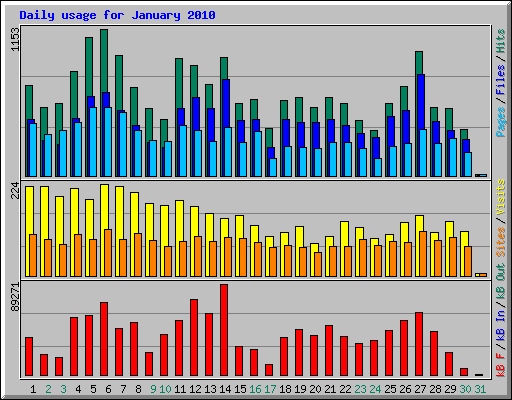 Daily usage for January 2010
1153
Pages / Files / Hits
224
Sites / Visits
89271
kB F / kB In / kB Out
1 2 3 4 5 6 7 8 9 10 11 12 13 14 15 16 17 18 19 20 21 22 23 24 25 26 27 28 29 30 31